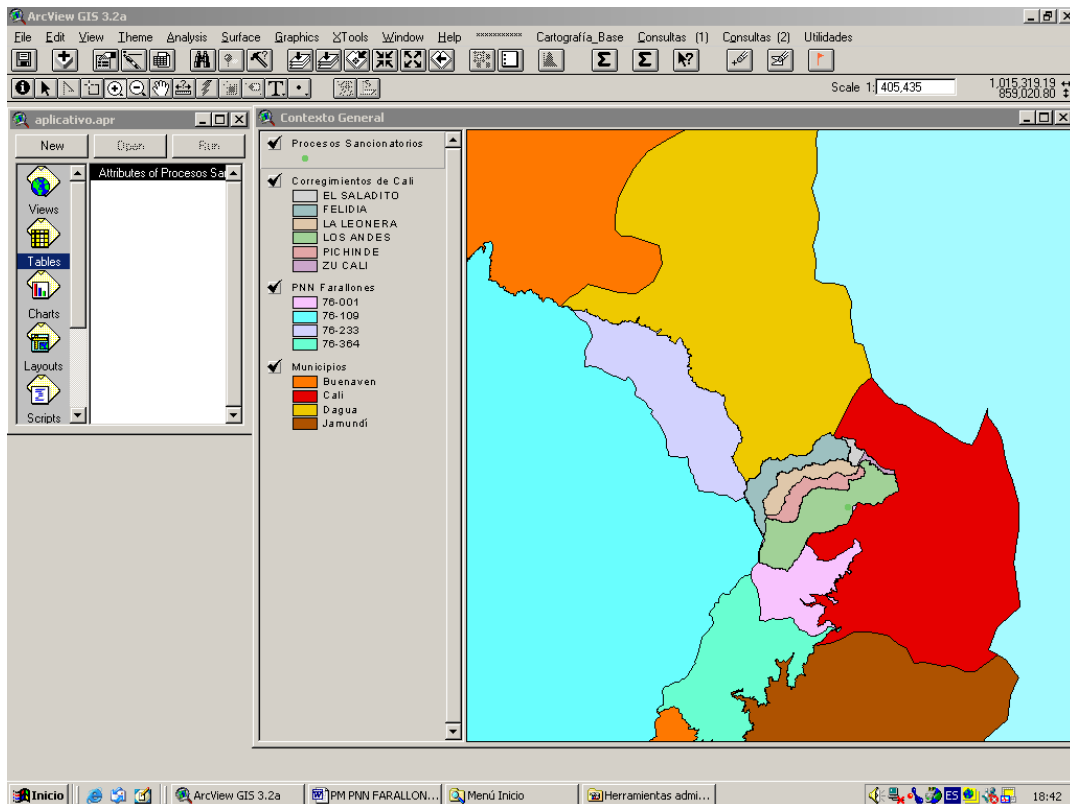 ArcView GIS 3.2a
File Edit View Theme Analysis Surface Graphics XTools Window Help ********** Cartografía_Base Consultas (1) Consultas (2) Utilidades
Scale 1: 405,435
1,015,319.19
859,020.80
aplicativo.apr
New Open Run
Attributes of Procesos Sar
Views
Tables
Charts
Layouts
Scripts
Contexto General
Procesos Sancionatorios
Corregimientos de Cali
EL SALADITO
FELIDIA
LA LEONERA
LOS ANDES
PICHINDE
ZU CALI
PNN Farallones
76-001
76-109
76-233
76-364
Municipios
Buenaven
Cali
Dagua
Jamundí
Inicio ArcView GIS 3.2a PM PNN FARALLON... Menú Inicio Herramientas admi... ES 18:42